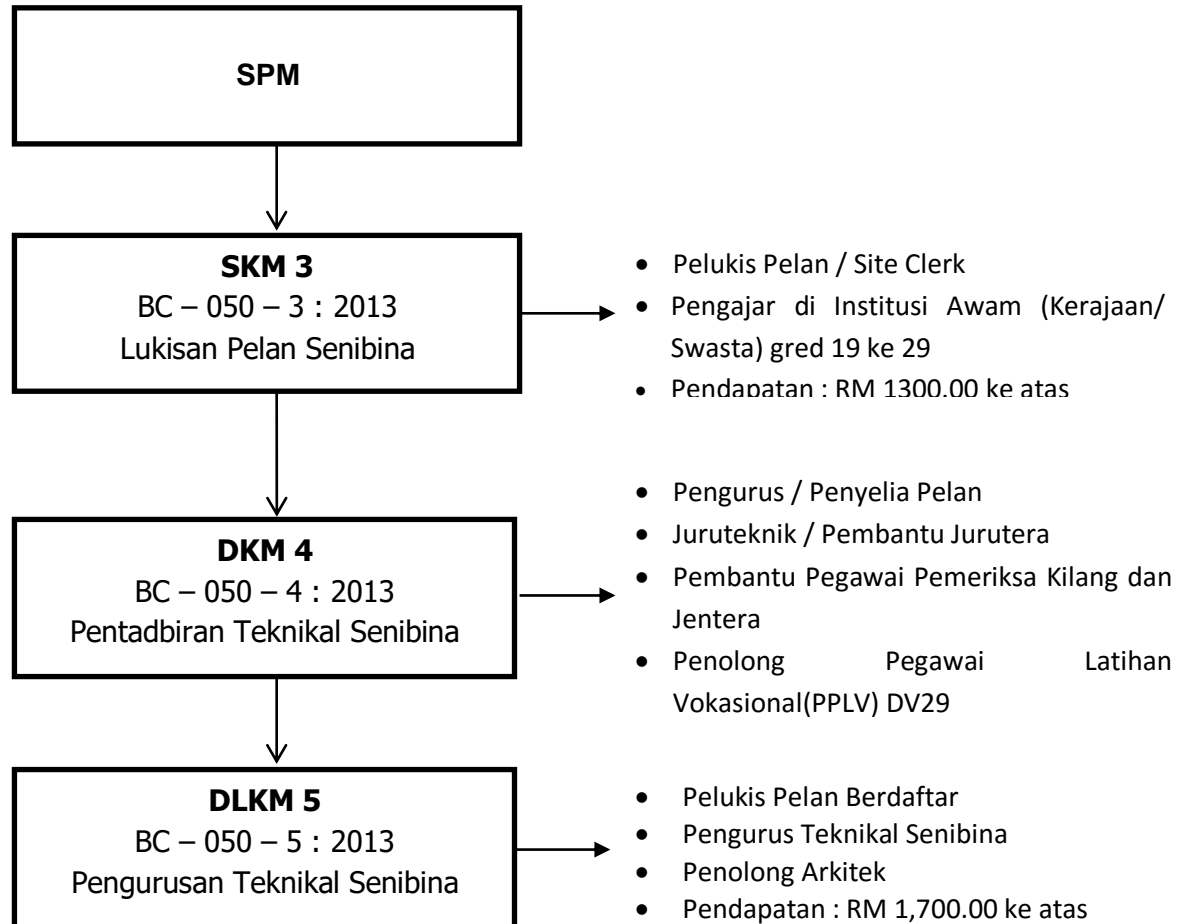 SPM
SKM 3
BC – 050 – 3 : 2013
Lukisan Pelan Senibina
• Pelukis Pelan / Site Clerk
• Pengajar di Institusi Awam (Kerajaan/
Swasta) gred 19 ke 29
• Pendapatan : RM 1300.00 ke atas
DKM 4
BC – 050 – 4 : 2013
Pentadbiran Teknikal Senibina
• Pengurus / Penyelia Pelan
• Juruteknik / Pembantu Jurutera
• Pembantu Pegawai Pemeriksa Kilang dan
Jentera
• Penolong Pegawai Latihan
Vokasional(PPLV) DV29
DLKM 5
BC – 050 – 5 : 2013
Pengurusan Teknikal Senibina
• Pelukis Pelan Berdaftar
• Pengurus Teknikal Senibina
• Penolong Arkitek
• Pendapatan : RM 1,700.00 ke atas